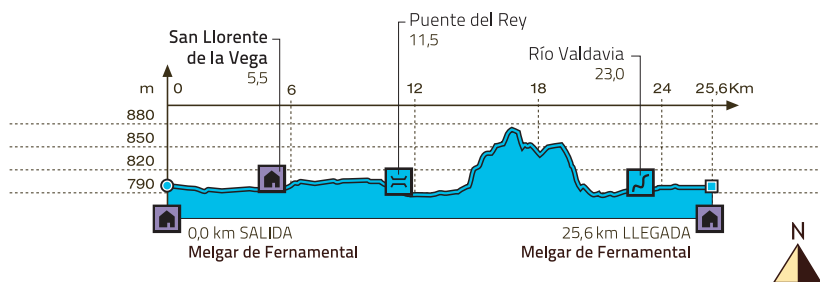 Puente del Rey
11,5
San Llorente
de la Vega
5,5
Río Valdavia
23,0
m 0 6 12 18 24 25,6Km
880
850
820
790
0,0 km SALIDA
Melgar de Fernamental
25,6 km LLEGADA
Melgar de Fernamental
N